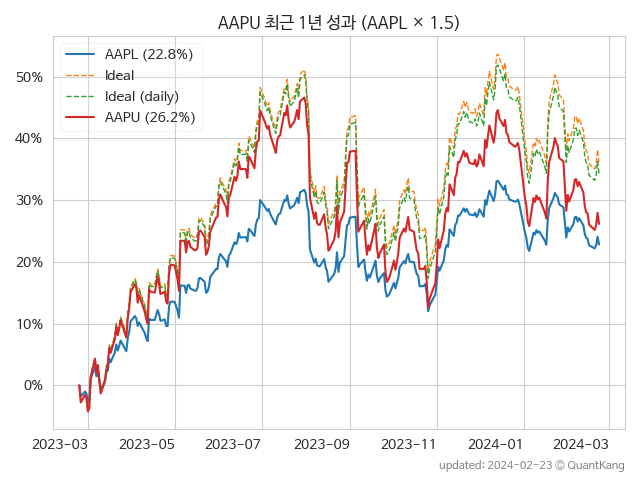 AAPU 최근 1년 성과 (AAPL × 1.5)
AAPL (22.8%)
Ideal
Ideal (daily)
AAPU (26.2%)
50%
40%
30%
20%
10%
0%
2023-03 2023-05 2023-07 2023-09 2023-11 2024-01 2024-03
updated: 2024-02-23 © QuantKang